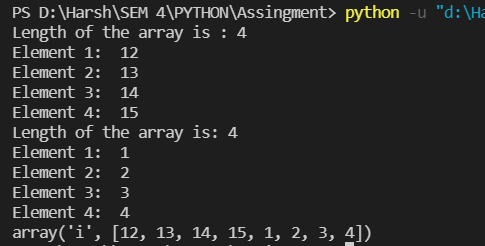 PS D:\Harsh\SEM 4\PYTHON\Assingment> python -u "d:\Ha
Length of the array is : 4
Element 1:  12
Element 2:  13
Element 3:  14
Element 4:  15
Length of the array is: 4
Element 1:  1
Element 2:  2
Element 3:  3
Element 4:  4
array('i', [12, 13, 14, 15, 1, 2, 3, 4])